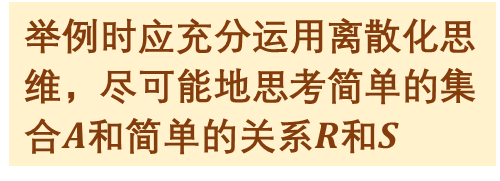 举例时应充分运用离散化思
维，尽可能地思考简单的集
合A和简单的关系R和S